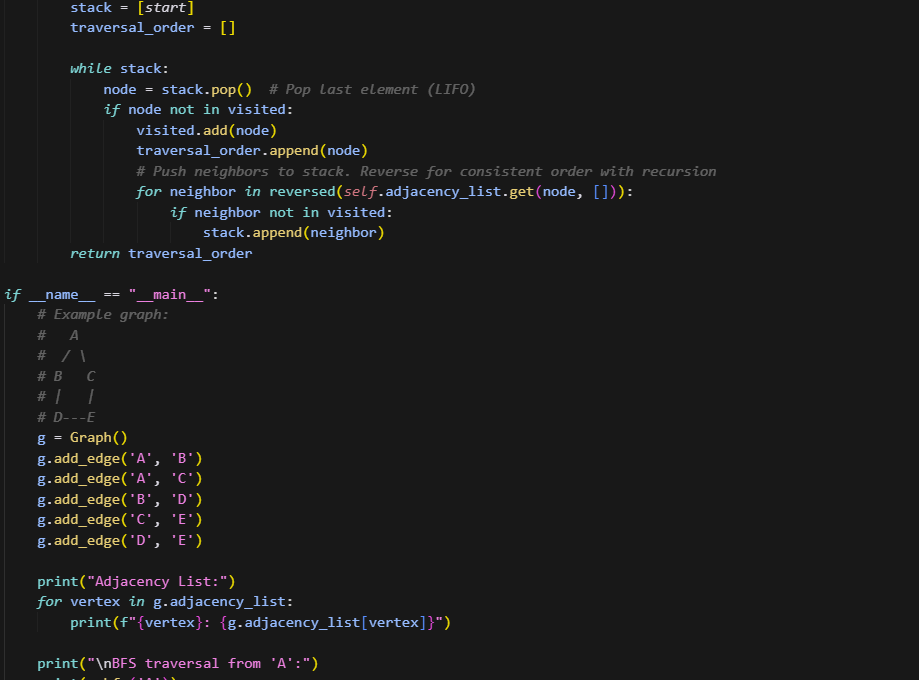 stack = [start]
        traversal_order = []

        while stack:
            node = stack.pop()  # Pop last element (LIFO)
            if node not in visited:
                visited.add(node)
                traversal_order.append(node)
                # Push neighbors to stack. Reverse for consistent order with recursion
                for neighbor in reversed(self.adjacency_list.get(node, [])):
                    if neighbor not in visited:
                        stack.append(neighbor)
        return traversal_order

if __name__ == "__main__":
    # Example graph:
    #   A
    #  / \
    # B   C
    # |   |
    # D---E
    g = Graph()
    g.add_edge('A', 'B')
    g.add_edge('A', 'C')
    g.add_edge('B', 'D')
    g.add_edge('C', 'E')
    g.add_edge('D', 'E')

    print("Adjacency List:")
    for vertex in g.adjacency_list:
        print(f"{vertex}: {g.adjacency_list[vertex]}")

    print("\nBFS traversal from 'A':")